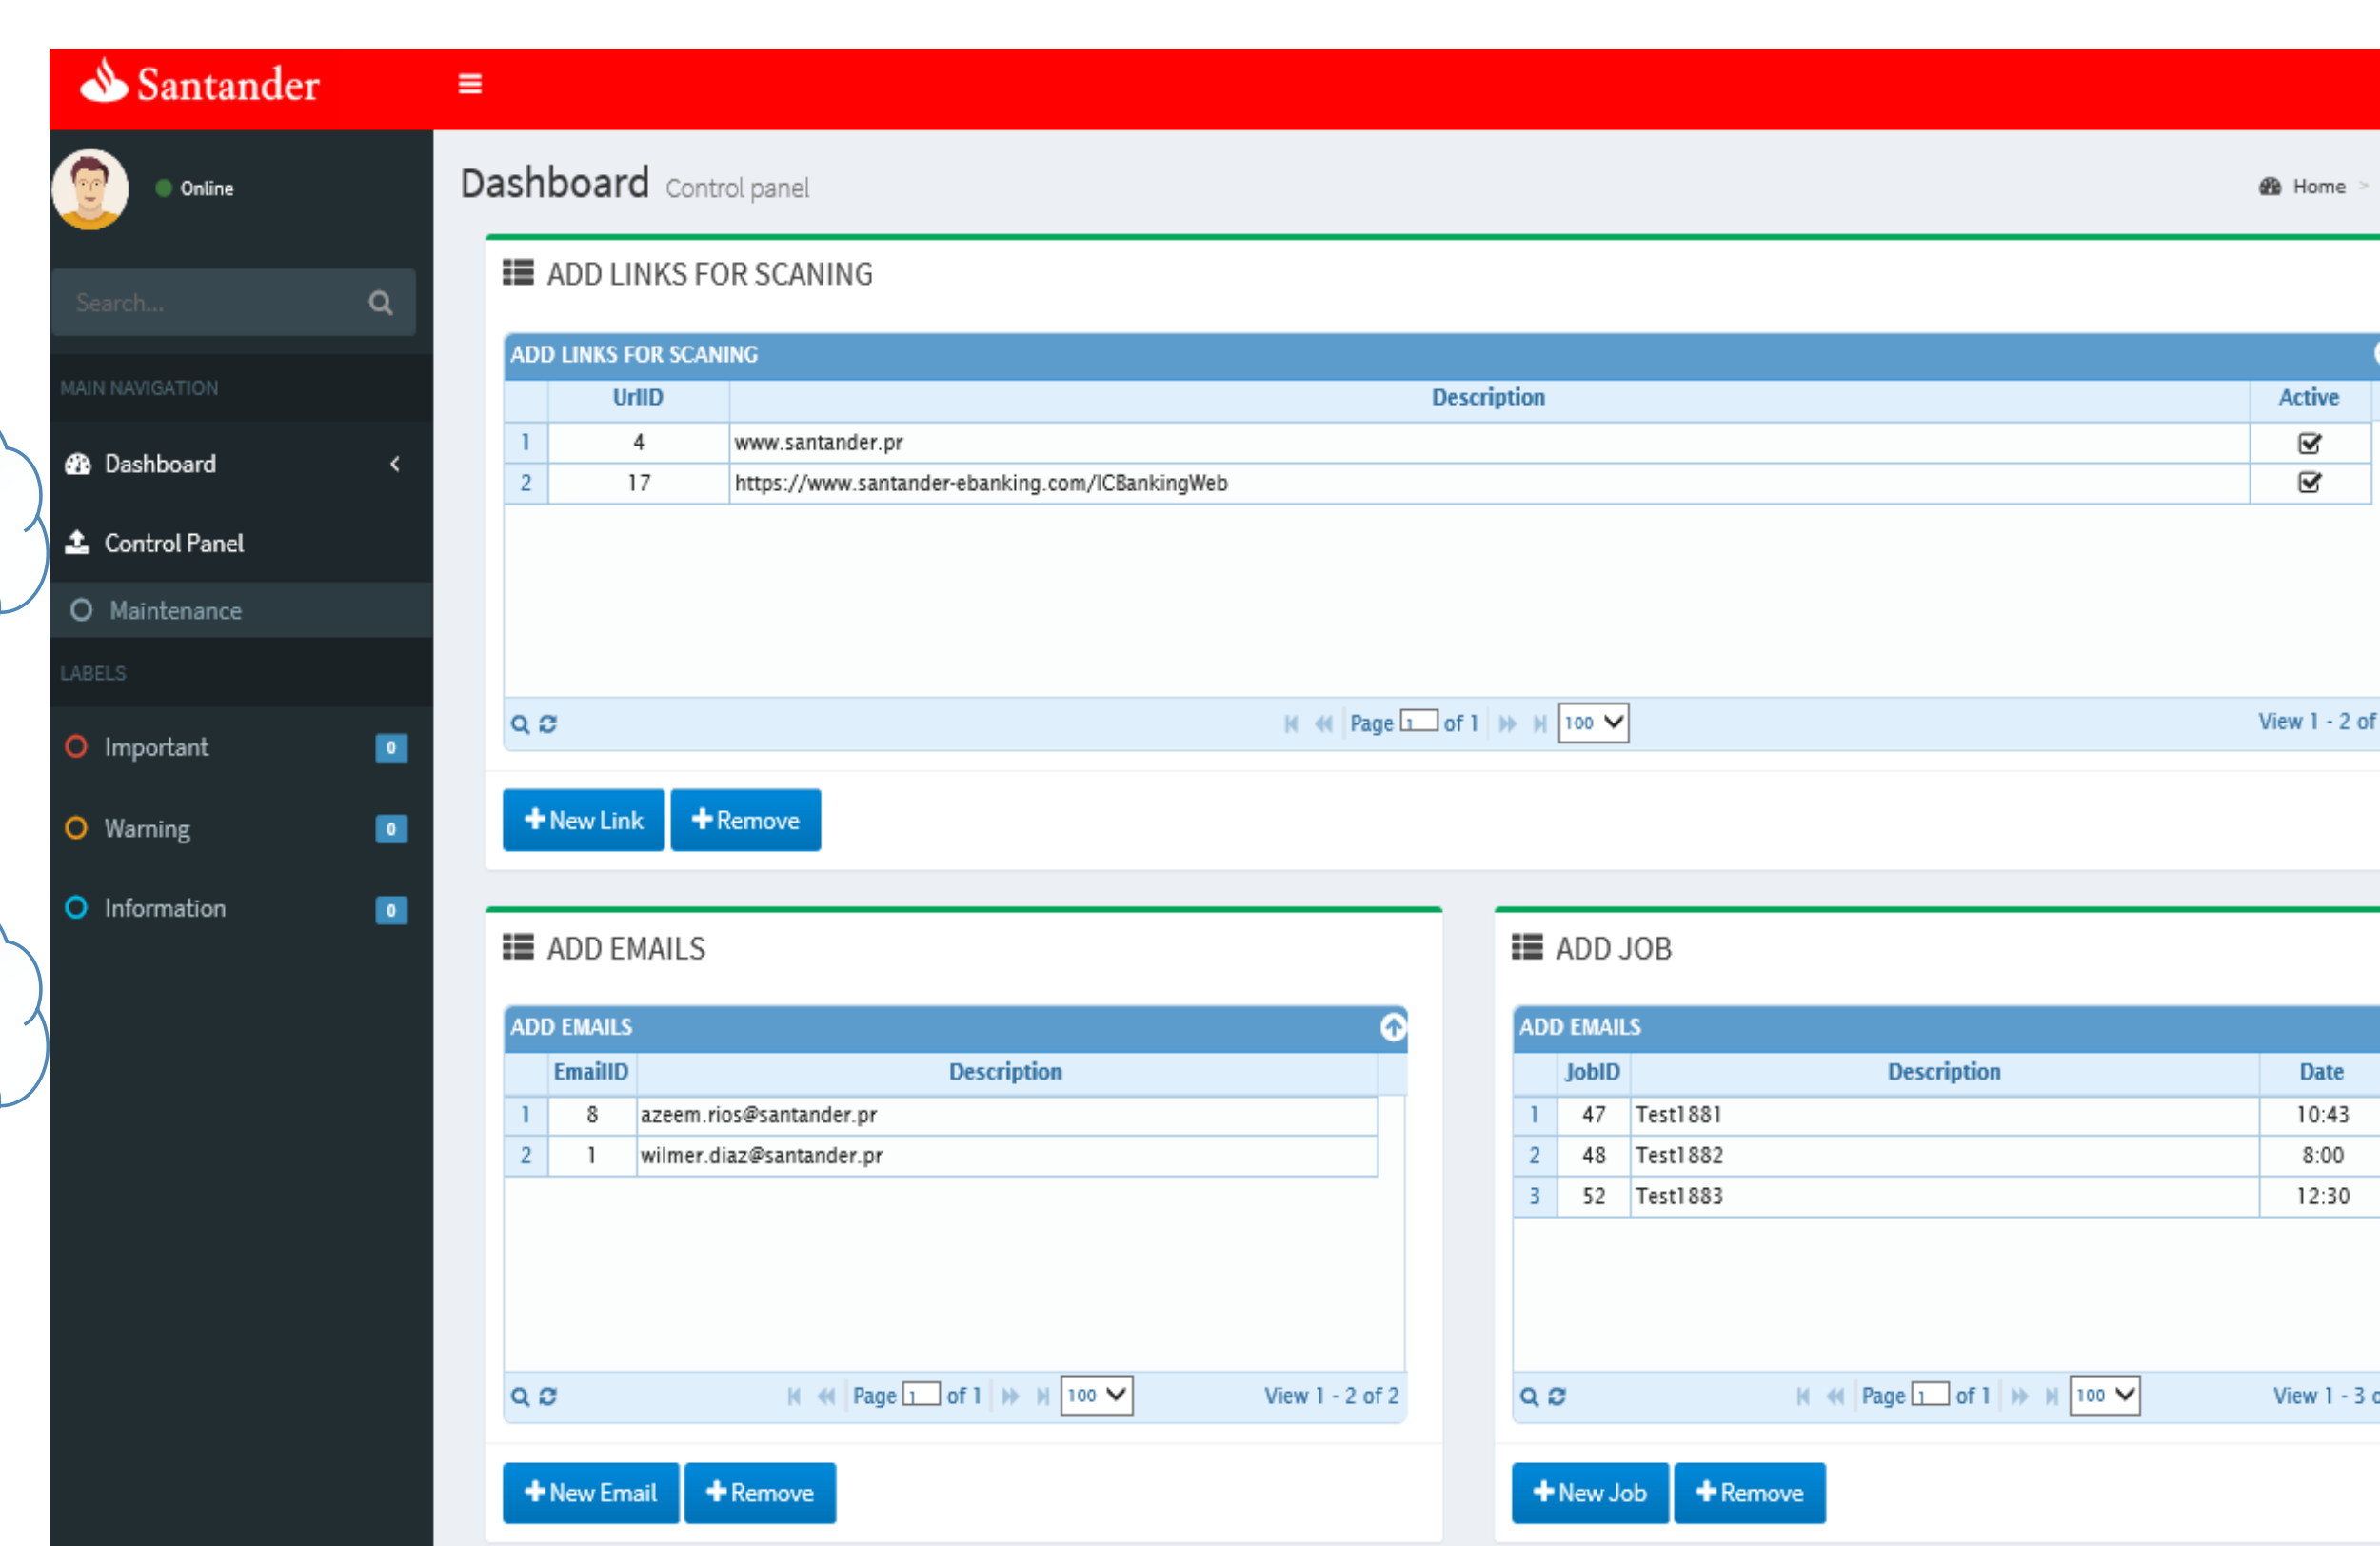 Santander
Online
Dashboard Control panel
Home >
Search...
MAIN NAVIGATION
Dashboard
Control Panel
Maintenance
LABELS
Important 0
Warning 0
Information 0
ADD LINKS FOR SCANING
ADD LINKS FOR SCANING
UrlID Description Active
1 4 www.santander.pr
2 17 https://www.santander-ebanking.com/ICBankingWeb
Page 1 of 1 100 View 1 - 2 of
New Link Remove
ADD EMAILS
ADD EMAILS
EmailID Description
1 8 azeem.rios@santander.pr
2 1 wilmer.diaz@santander.pr
Page 1 of 1 100 View 1 - 2 of 2
New Email Remove
ADD JOB
ADD EMAILS
JobID Description Date
1 47 Test1881 10:43
2 48 Test1882 8:00
3 52 Test1883 12:30
Page 1 of 1 100 View 1 - 3
New Job Remove